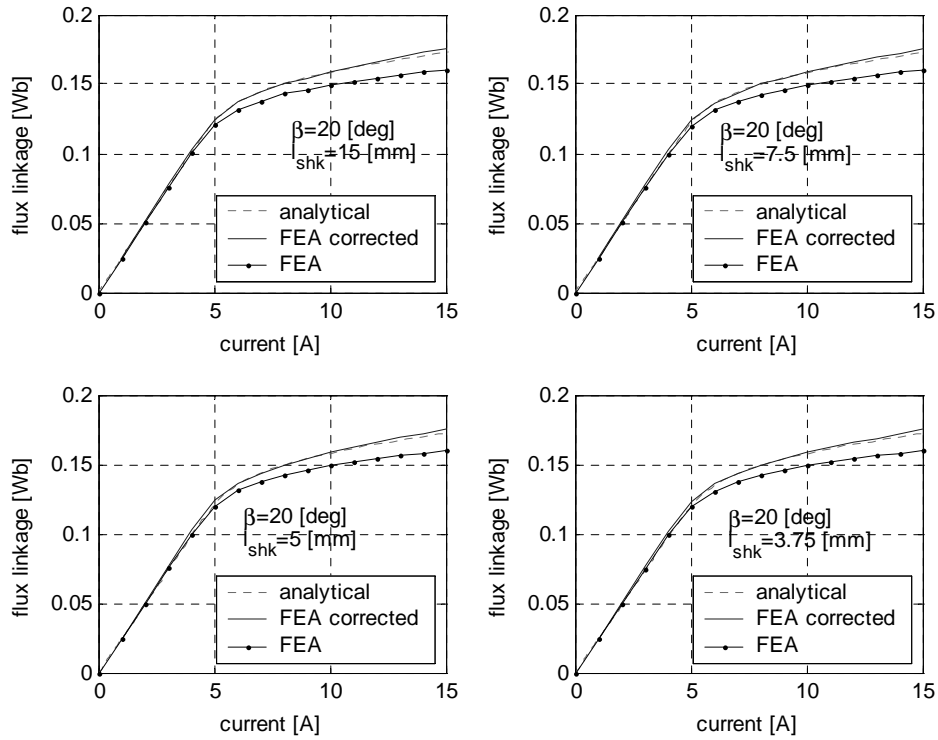 0.2
0.15
0.1
0.05
0
flux linkage [Wb]
β=20 [deg]
l_shk=15 [mm]
analytical
FEA corrected
FEA
0 5 10 15
current [A]
0.2
0.15
0.1
0.05
0
flux linkage [Wb]
β=20 [deg]
l_shk=7.5 [mm]
analytical
FEA corrected
FEA
0 5 10 15
current [A]
0.2
0.15
0.1
0.05
0
flux linkage [Wb]
β=20 [deg]
l_shk=5 [mm]
analytical
FEA corrected
FEA
0 5 10 15
current [A]
0.2
0.15
0.1
0.05
0
flux linkage [Wb]
β=20 [deg]
l_shk=3.75 [mm]
analytical
FEA corrected
FEA
0 5 10 15
current [A]